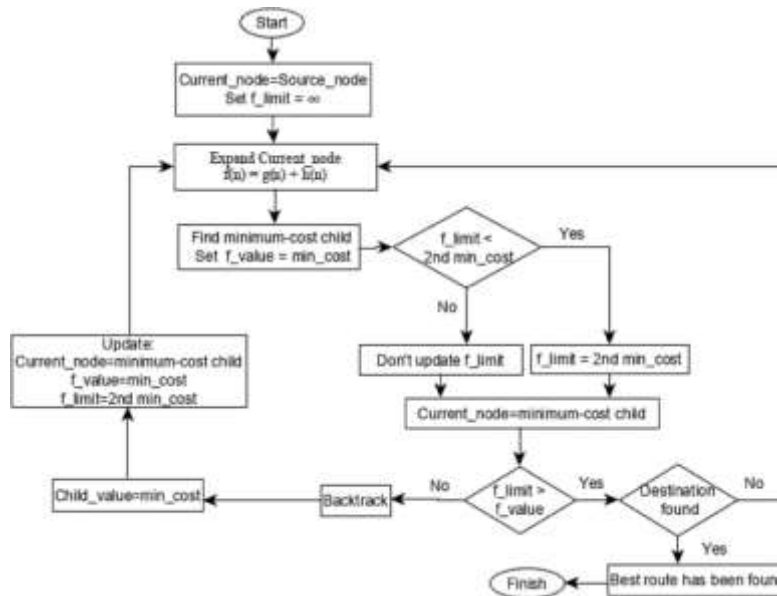 Start
Current_node=Source_node
Set f_limit = ∞
Expand Current_node
f(n) = g(n) + h(n)
Find minimum-cost child
Set f_value = min_cost
f_limit <
2nd min_cost
Yes
No
Don't update f_limit
f_limit = 2nd min_cost
Current_node=minimum-cost child
Update:
Current_node=minimum-cost child
f_value=min_cost
f_limit=2nd min_cost
f_limit >
f_value
No
Yes
Destination
found
No
Yes
Backtrack
Child_value=min_cost
Best route has been foun
Finish